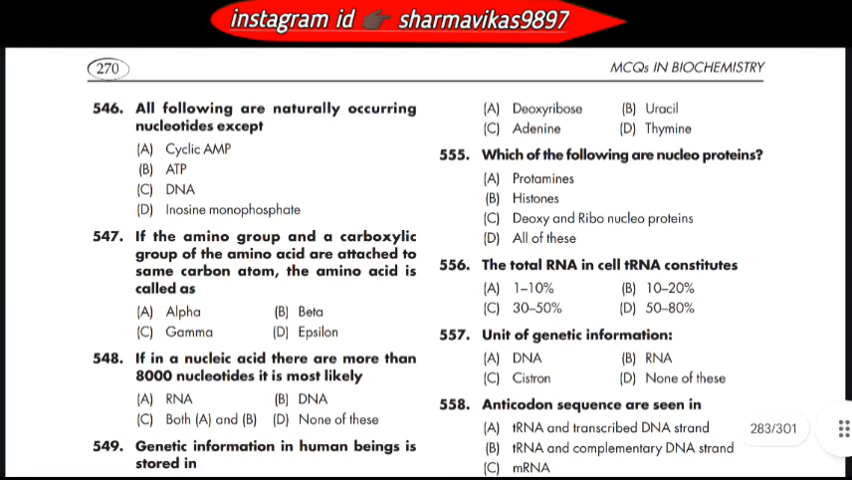 instagram id 👉 sharmavikas9897
270
MCQs IN BIOCHEMISTRY
546. All following are naturally occurring
nucleotides except
(A) Cyclic AMP
(B) ATP
(C) DNA
(D) Inosine monophosphate
547. If the amino group and a carboxylic
group of the amino acid are attached to
same carbon atom, the amino acid is
called as
(A) Alpha (B) Beta
(C) Gamma (D) Epsilon
548. If in a nucleic acid there are more than
8000 nucleotides it is most likely
(A) RNA (B) DNA
(C) Both (A) and (B) (D) None of these
549. Genetic information in human beings is
stored in
(A) Deoxyribose (B) Uracil
(C) Adenine (D) Thymine
555. Which of the following are nucleo proteins?
(A) Protamines
(B) Histones
(C) Deoxy and Ribo nucleo proteins
(D) All of these
556. The total RNA in cell tRNA constitutes
(A) 1–10% (B) 10–20%
(C) 30–50% (D) 50–80%
557. Unit of genetic information:
(A) DNA (B) RNA
(C) Cistron (D) None of these
558. Anticodon sequence are seen in
(A) tRNA and transcribed DNA strand
(B) tRNA and complementary DNA strand
(C) mRNA
283/301